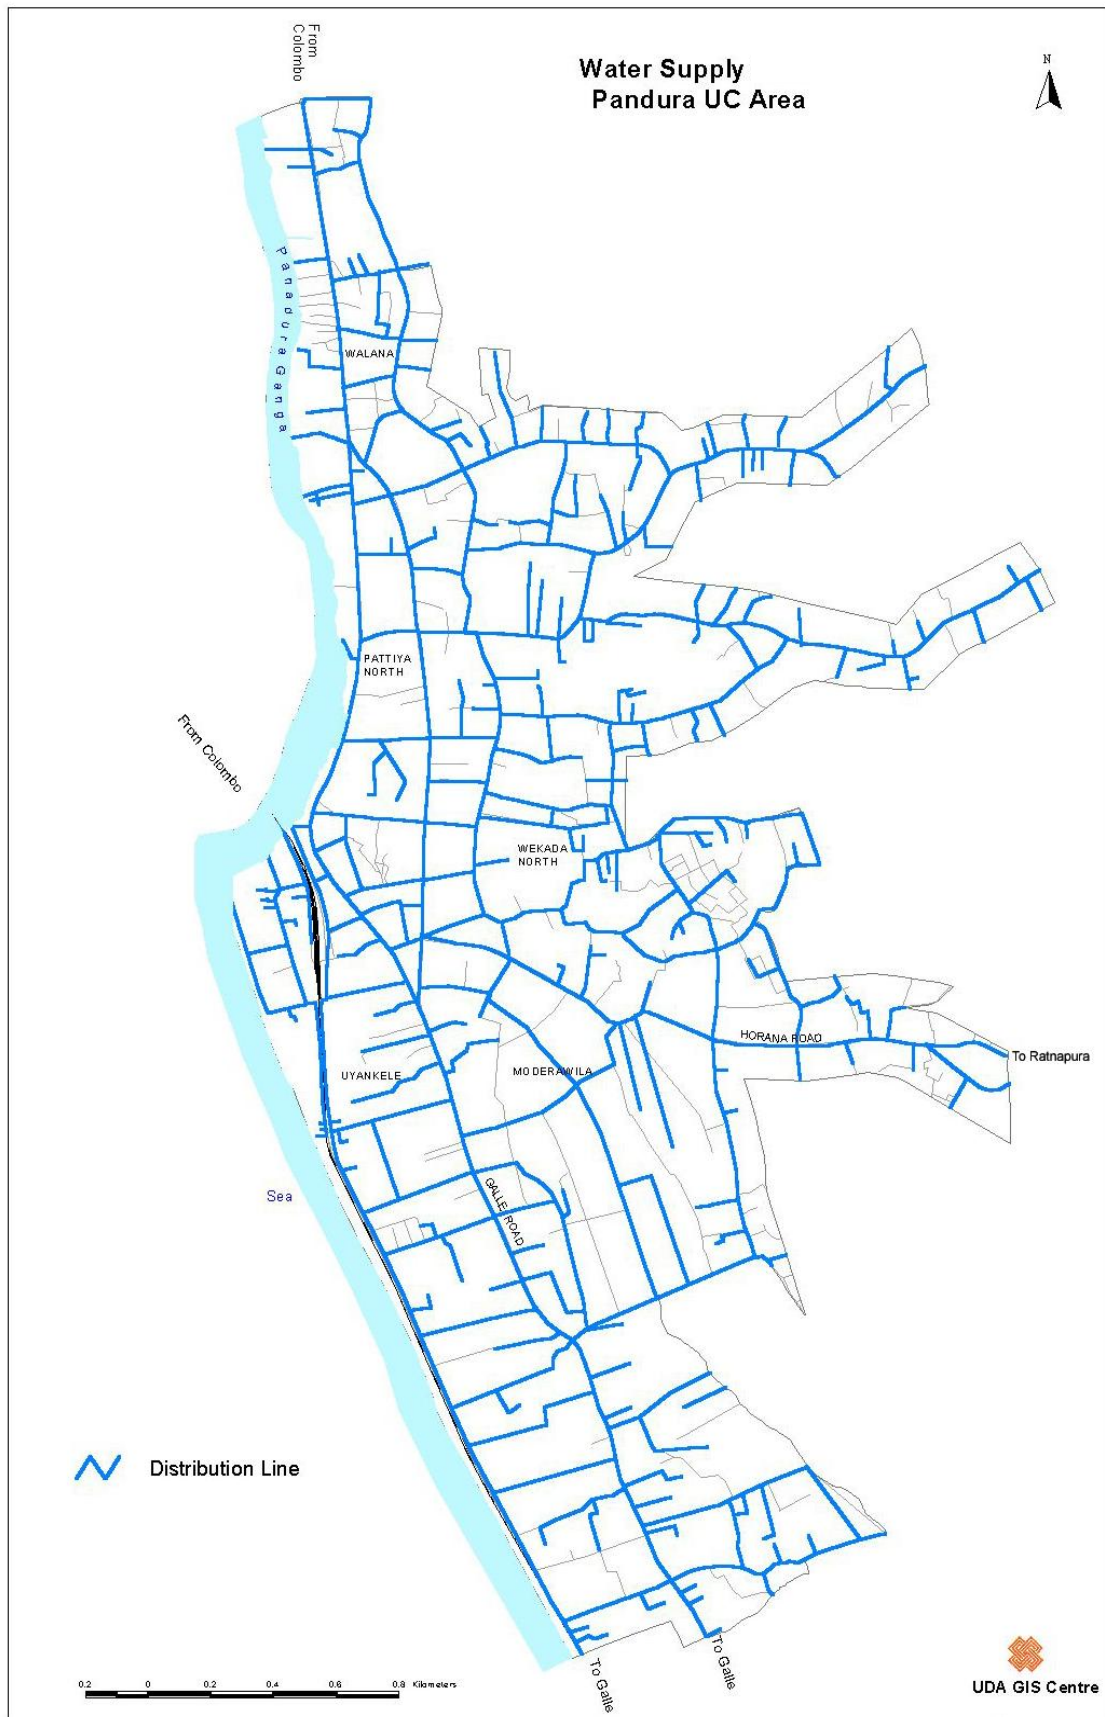 From
Colombo
Water Supply
Pandura UC Area
N
Panadura Ganga
WALANA
PATTIYA
NORTH
From Colombo
WEKADA
NORTH
HORANA ROAD
To Ratnapura
UYANKELE
MODERAWILA
Sea
GALLE ROAD
Distribution Line
To Galle
To Galle
0.2 0 0.2 0.4 0.6 0.8 Kilometers
UDA GIS Centre